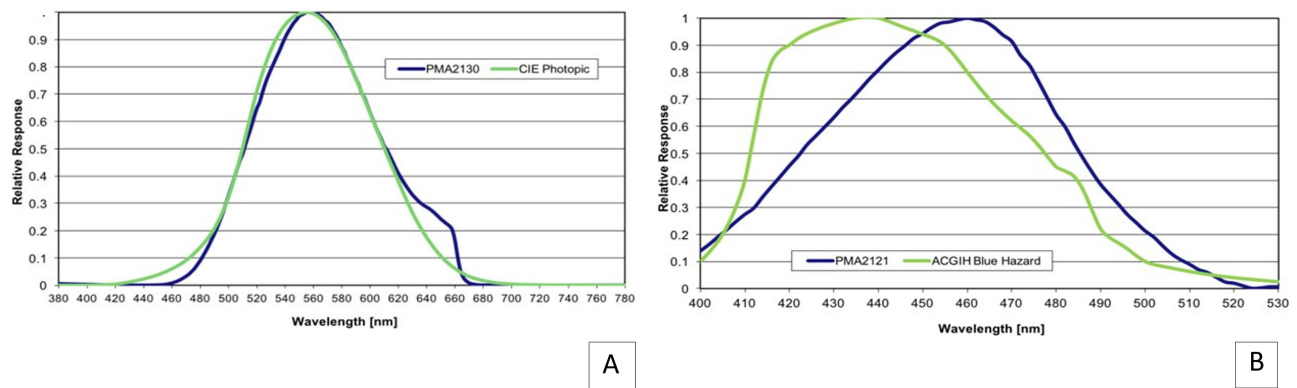 0.9
0.8
0.7
0.6
0.5
0.4
0.3
0.2
0.1
0
Relative Response
PMA2130 CIE Photopic
380 400 420 440 460 480 500 520 540 560 580 600 620 640 660 680 700 720 740 760 780
Wavelength [nm]
A
1
0.9
0.8
0.7
0.6
0.5
0.4
0.3
0.2
0.1
0
Relative Response
PMA2121 ACGIH Blue Hazard
400 410 420 430 440 450 460 470 480 490 500 510 520 530
Wavelength [nm]
B